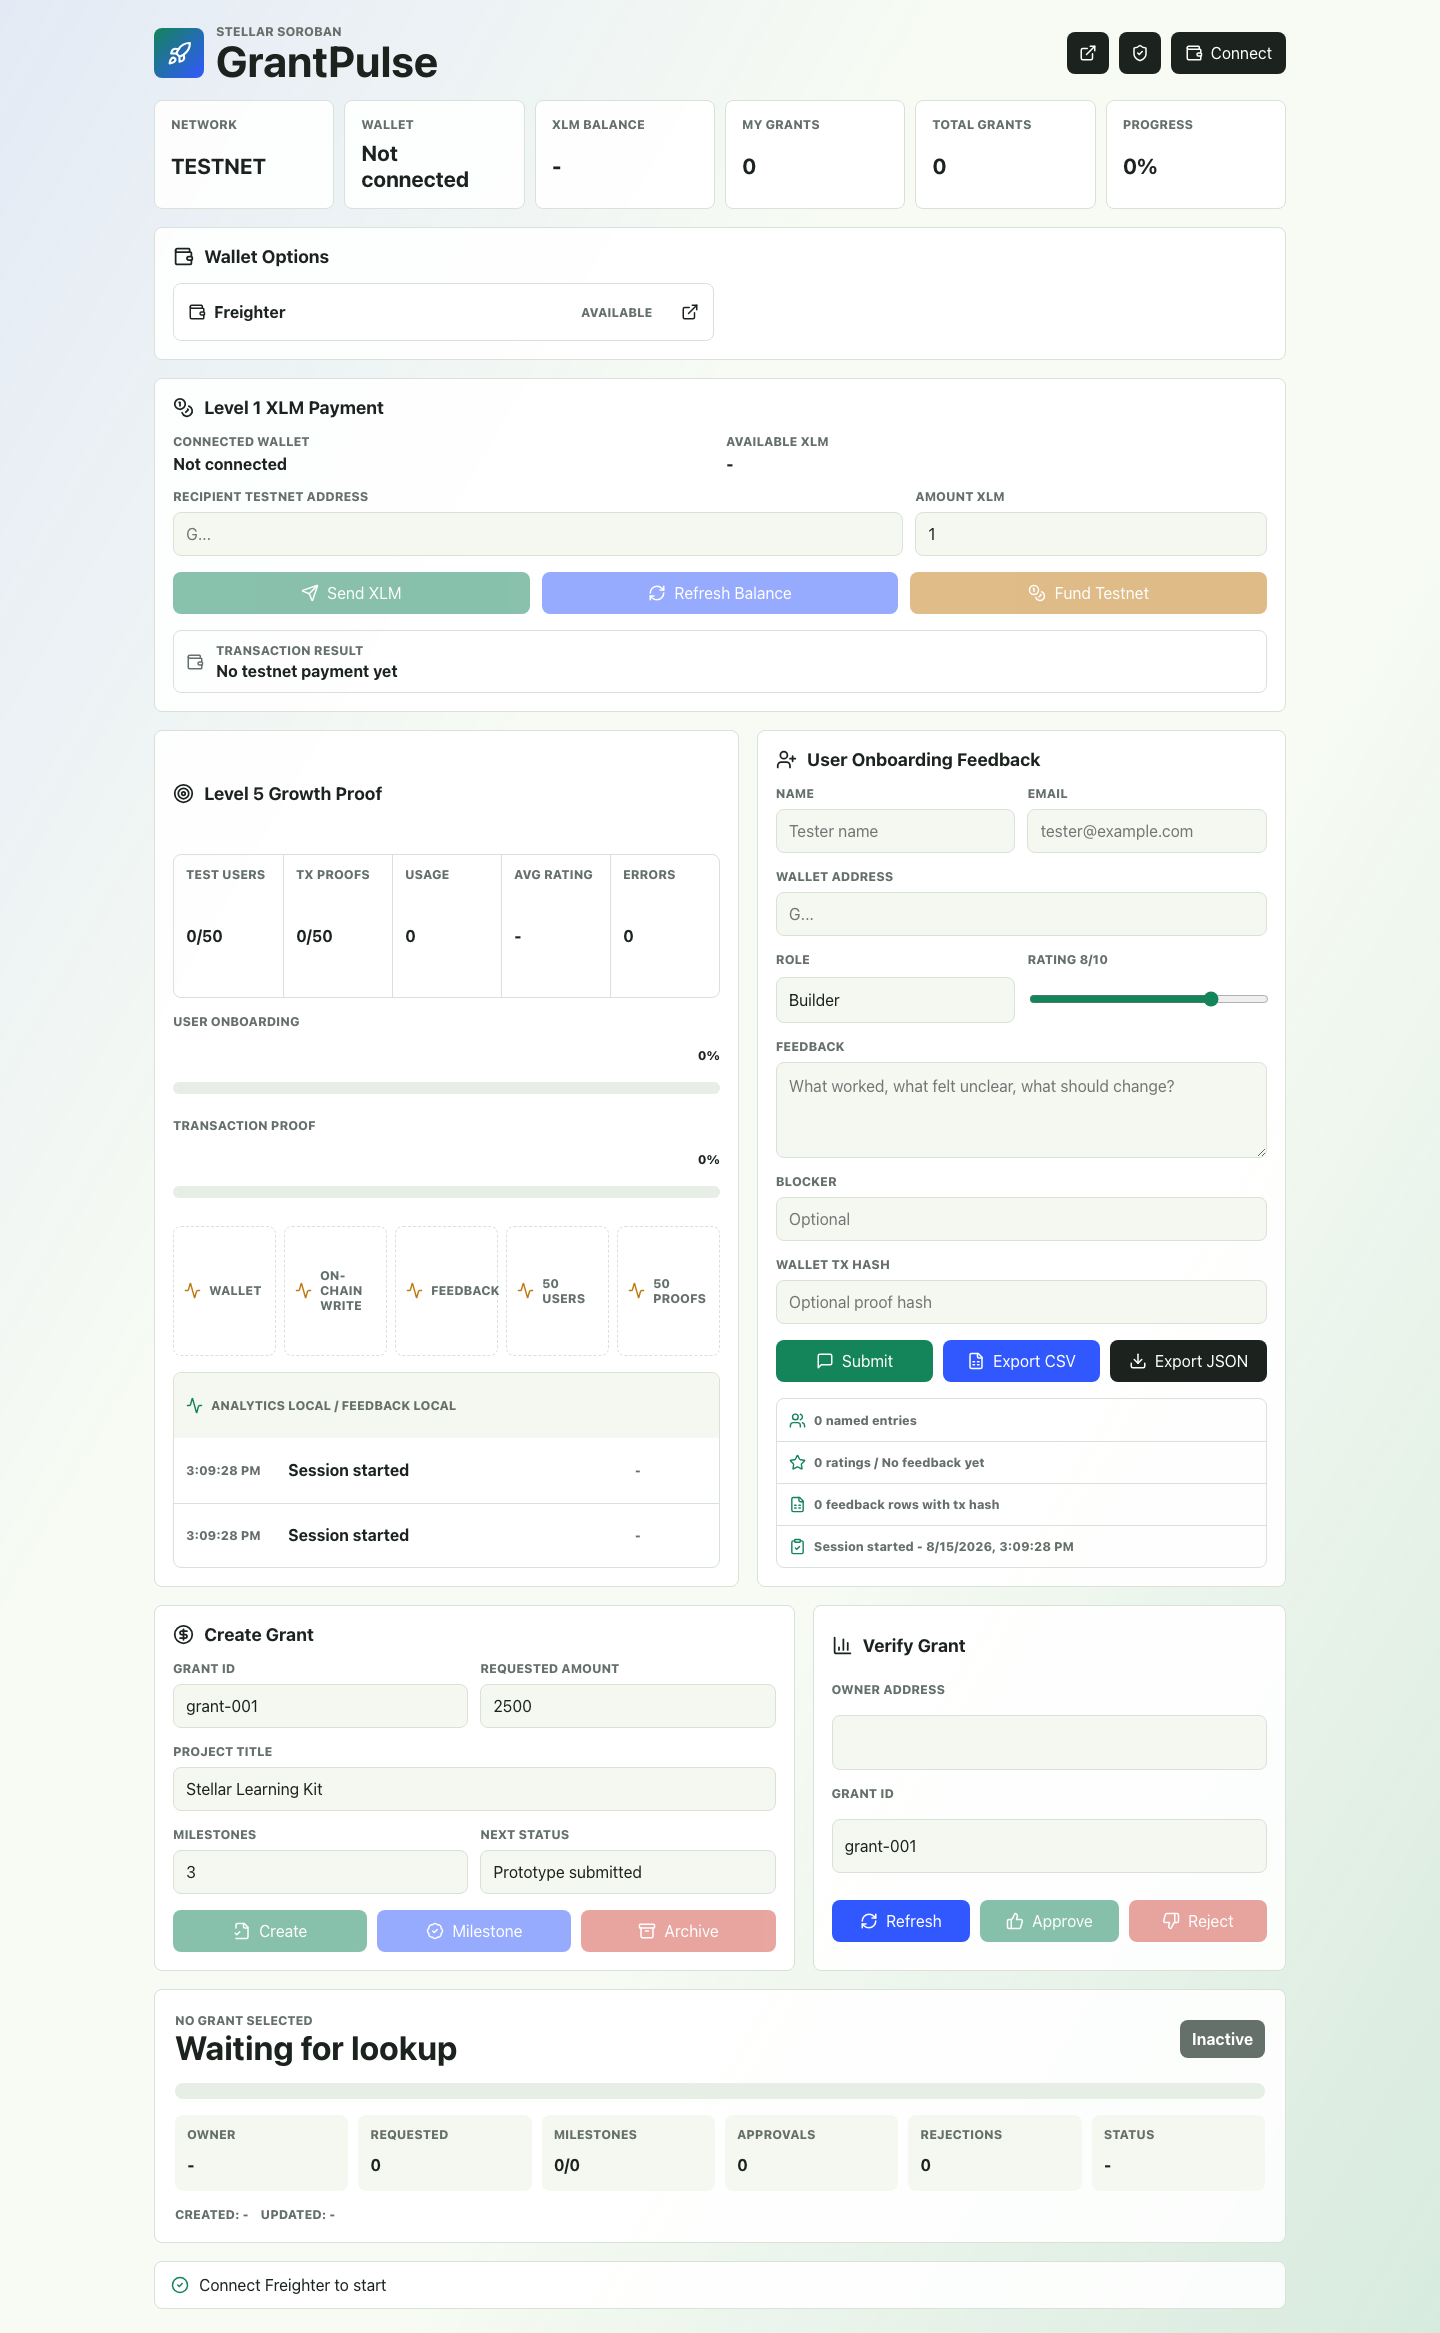 STELLAR SOROBAN
GrantPulse
Connect
NETWORK
TESTNET
WALLET
Not
connected
XLM BALANCE
-
MY GRANTS
0
TOTAL GRANTS
0
PROGRESS
0%
Wallet Options
Freighter
AVAILABLE
Level 1 XLM Payment
CONNECTED WALLET
Not connected
AVAILABLE XLM
-
RECIPIENT TESTNET ADDRESS
G...
AMOUNT XLM
1
Send XLM
Refresh Balance
Fund Testnet
TRANSACTION RESULT
No testnet payment yet
Level 5 Growth Proof
TEST USERS
0/50
TX PROOFS
0/50
USAGE
0
AVG RATING
-
ERRORS
0
USER ONBOARDING
0%
TRANSACTION PROOF
0%
WALLET
ON-
CHAIN
WRITE
FEEDBACK
50
USERS
50
PROOFS
ANALYTICS LOCAL / FEEDBACK LOCAL
3:09:28 PM Session started -
3:09:28 PM Session started -
User Onboarding Feedback
NAME
Tester name
EMAIL
tester@example.com
WALLET ADDRESS
G...
ROLE
Builder
RATING 8/10
FEEDBACK
What worked, what felt unclear, what should change?
BLOCKER
Optional
WALLET TX HASH
Optional proof hash
Submit
Export CSV
Export JSON
0 named entries
0 ratings / No feedback yet
0 feedback rows with tx hash
Session started - 8/15/2026, 3:09:28 PM
Create Grant
GRANT ID
grant-001
REQUESTED AMOUNT
2500
PROJECT TITLE
Stellar Learning Kit
MILESTONES
3
NEXT STATUS
Prototype submitted
Create
Milestone
Archive
Verify Grant
OWNER ADDRESS
GRANT ID
grant-001
Refresh
Approve
Reject
NO GRANT SELECTED
Waiting for lookup
Inactive
OWNER
-
REQUESTED
0
MILESTONES
0/0
APPROVALS
0
REJECTIONS
0
STATUS
-
CREATED: - UPDATED: -
Connect Freighter to start